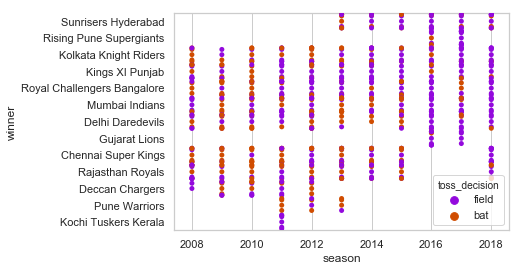 Sunrisers Hyderabad
Rising Pune Supergiants
Kolkata Knight Riders
Kings XI Punjab
Royal Challengers Bangalore
Mumbai Indians
Delhi Daredevils
Gujarat Lions
Chennai Super Kings
Rajasthan Royals
Deccan Chargers
Pune Warriors
Kochi Tuskers Kerala
winner
toss_decision
field
bat
2008 2010 2012 2014 2016 2018
season